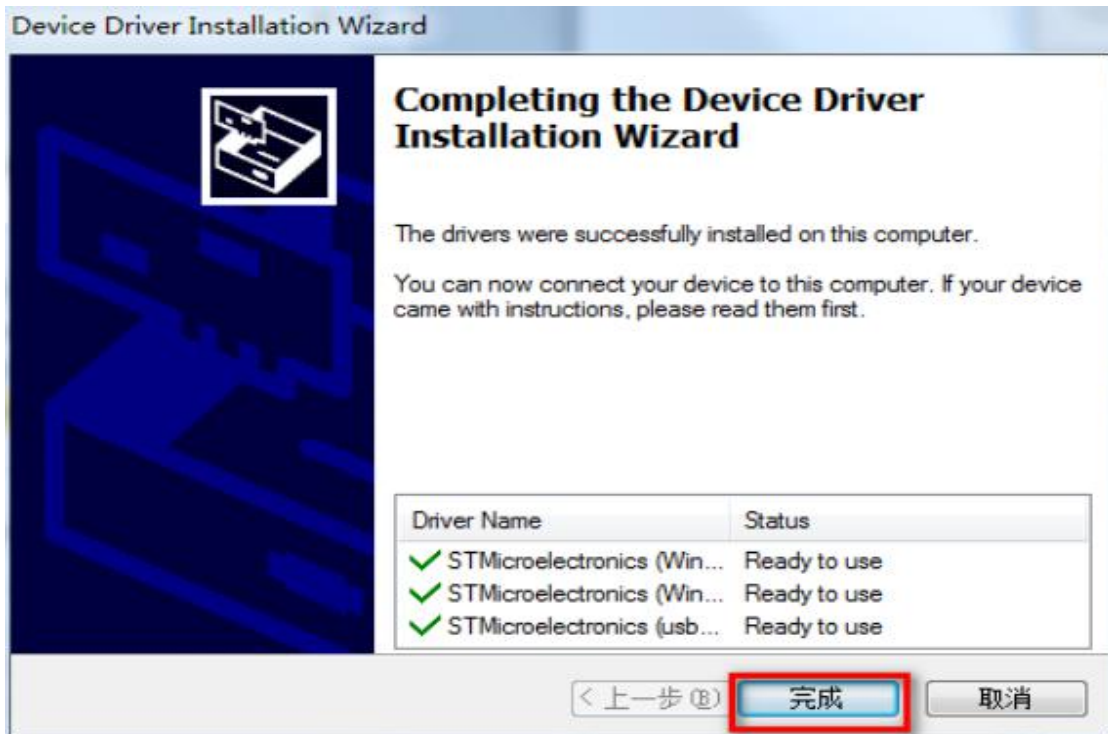 Device Driver Installation Wizard
Completing the Device Driver
Installation Wizard
The drivers were successfully installed on this computer.
You can now connect your device to this computer. If your device
came with instructions, please read them first.
Driver Name Status
STMicroelectronics (Win... Ready to use
STMicroelectronics (Win... Ready to use
STMicroelectronics (usb... Ready to use
< 上一步(B) 完成 取消